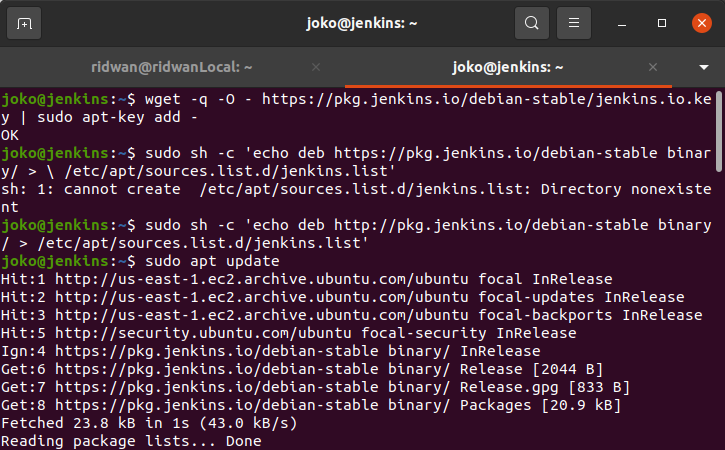 joko@jenkins: ~
ridwan@ridwanLocal: ~
joko@jenkins: ~
joko@jenkins:~$ wget -q -O - https://pkg.jenkins.io/debian-stable/jenkins.io.ke
y | sudo apt-key add -
OK
joko@jenkins:~$ sudo sh -c 'echo deb https://pkg.jenkins.io/debian-stable binar
y/ > \ /etc/apt/sources.list.d/jenkins.list'
sh: 1: cannot create  /etc/apt/sources.list.d/jenkins.list: Directory nonexiste
nt
joko@jenkins:~$ sudo sh -c 'echo deb http://pkg.jenkins.io/debian-stable binary
/ > /etc/apt/sources.list.d/jenkins.list'
joko@jenkins:~$ sudo apt update
Hit:1 http://us-east-1.ec2.archive.ubuntu.com/ubuntu focal InRelease
Hit:2 http://us-east-1.ec2.archive.ubuntu.com/ubuntu focal-updates InRelease
Hit:3 http://us-east-1.ec2.archive.ubuntu.com/ubuntu focal-backports InRelease
Hit:5 http://security.ubuntu.com/ubuntu focal-security InRelease
Ign:4 https://pkg.jenkins.io/debian-stable binary/ InRelease
Get:6 https://pkg.jenkins.io/debian-stable binary/ Release [2044 B]
Get:7 https://pkg.jenkins.io/debian-stable binary/ Release.gpg [833 B]
Get:8 https://pkg.jenkins.io/debian-stable binary/ Packages [20.9 kB]
Fetched 23.8 kB in 1s (43.0 kB/s)
Reading package lists... Done